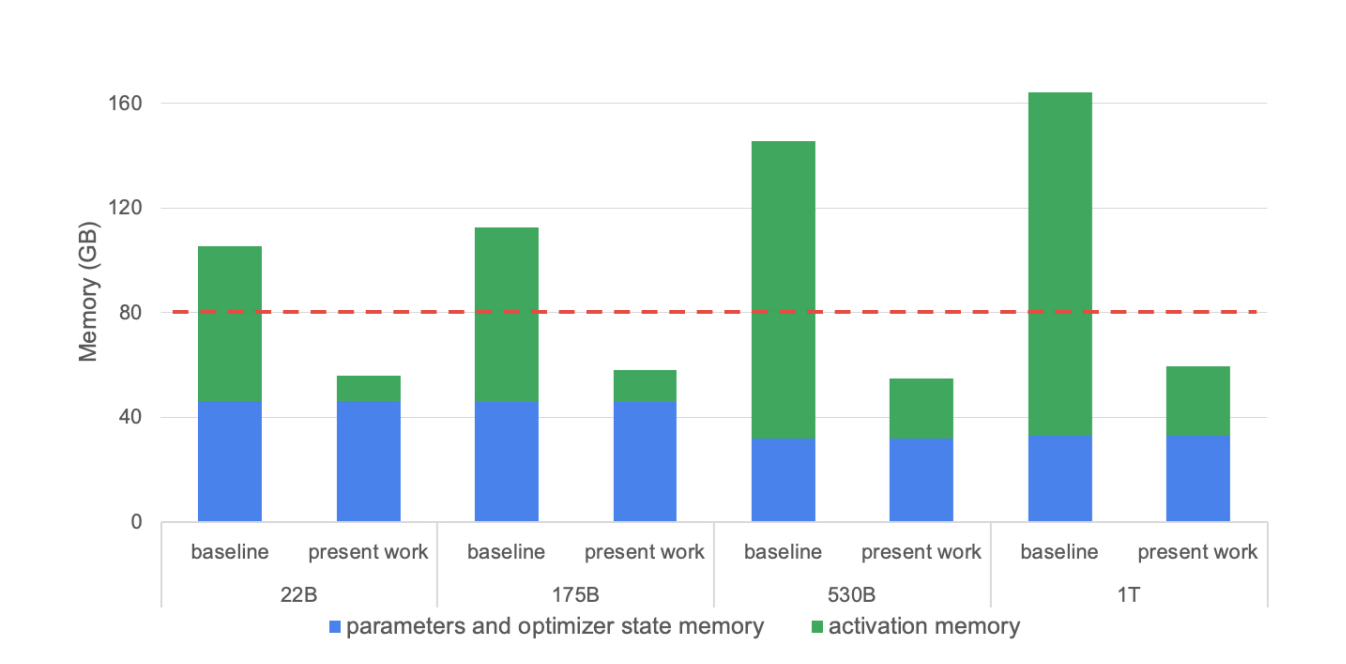 160
120
80
40
0
Memory (GB)
baseline present work baseline present work baseline present work baseline present work
22B 175B 530B 1T
parameters and optimizer state memory activation memory